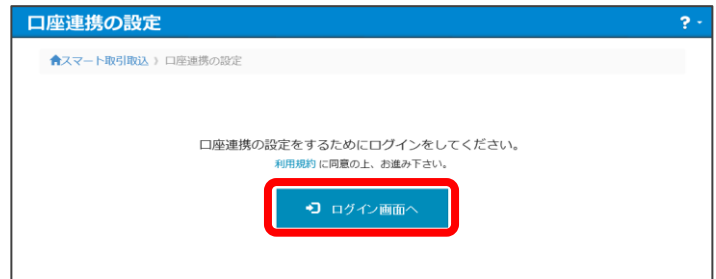 口座連携の設定 ?
スマート取引取込 》 口座連携の設定
口座連携の設定をするためにログインをしてください。
利用規約 に同意の上、お進み下さい。
ログイン画面へ